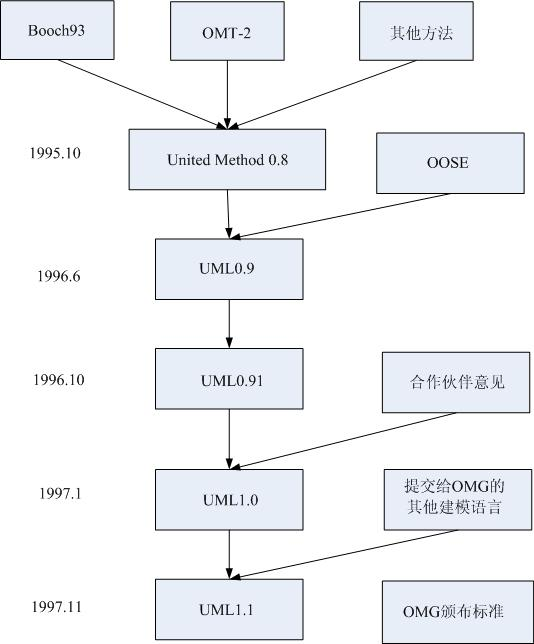 Booch93
OMT-2
其他方法
1995.10
United Method 0.8
OOSE
1996.6
UML0.9
1996.10
UML0.91
合作伙伴意见
1997.1
UML1.0
提交给OMG的
其他建模语言
1997.11
UML1.1
OMG颁布标准